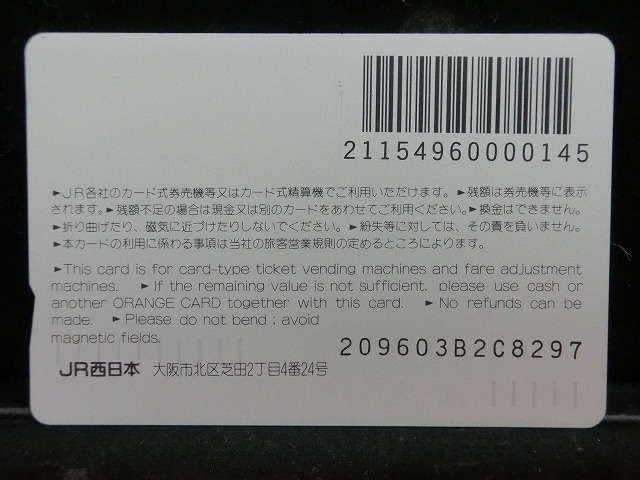 21154960000145
►JR各社のカード式券売機等又はカード式精算機でご利用いただけます。►残額は券売機等に表示
されます。►残額不足の場合は現金又は別のカードをあわせてご利用ください。►換金はできません。
►折り曲げたり、磁気に近づけたりしないでください。►紛失等に対しては、その責を負いません。
►本カードの利用に係わる事項は当社の旅客営業規則の定めるところによります。
►This card is for card-type ticket vending machines and fare adjustment
machines. ►If the remaining value is not sufficient. please use cash or
another ORANGE CARD together with this card. ►No refunds can be
made. ►Please do not bend ; avoid
magnetic fields.
209603B2C8297
JR西日本 大阪市北区芝田2丁目4番24号